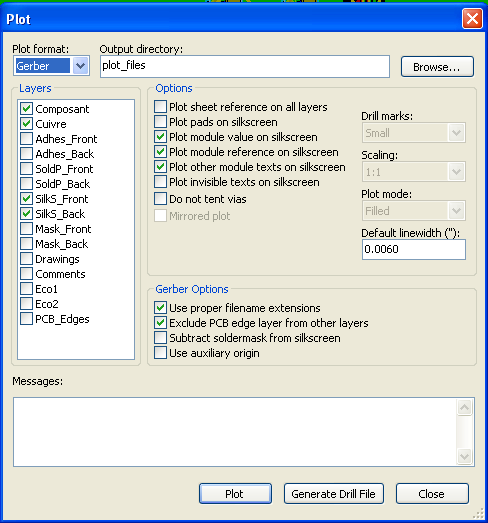 Plot
Plot format:
Gerber
Output directory:
plot_files
Browse...
Layers
Composant
Cuivre
Adhes_Front
Adhes_Back
SoldP_Front
SoldP_Back
SilkS_Front
SilkS_Back
Mask_Front
Mask_Back
Drawings
Comments
Eco1
Eco2
PCB_Edges
Options
Plot sheet reference on all layers
Plot pads on silkscreen
Plot module value on silkscreen
Plot module reference on silkscreen
Plot other module texts on silkscreen
Plot invisible texts on silkscreen
Do not tent vias
Mirrored plot
Drill marks:
Small
Scaling:
1:1
Plot mode:
Filled
Default linewidth ("):
0.0060
Gerber Options
Use proper filename extensions
Exclude PCB edge layer from other layers
Subtract soldermask from silkscreen
Use auxiliary origin
Messages:
Plot
Generate Drill File
Close